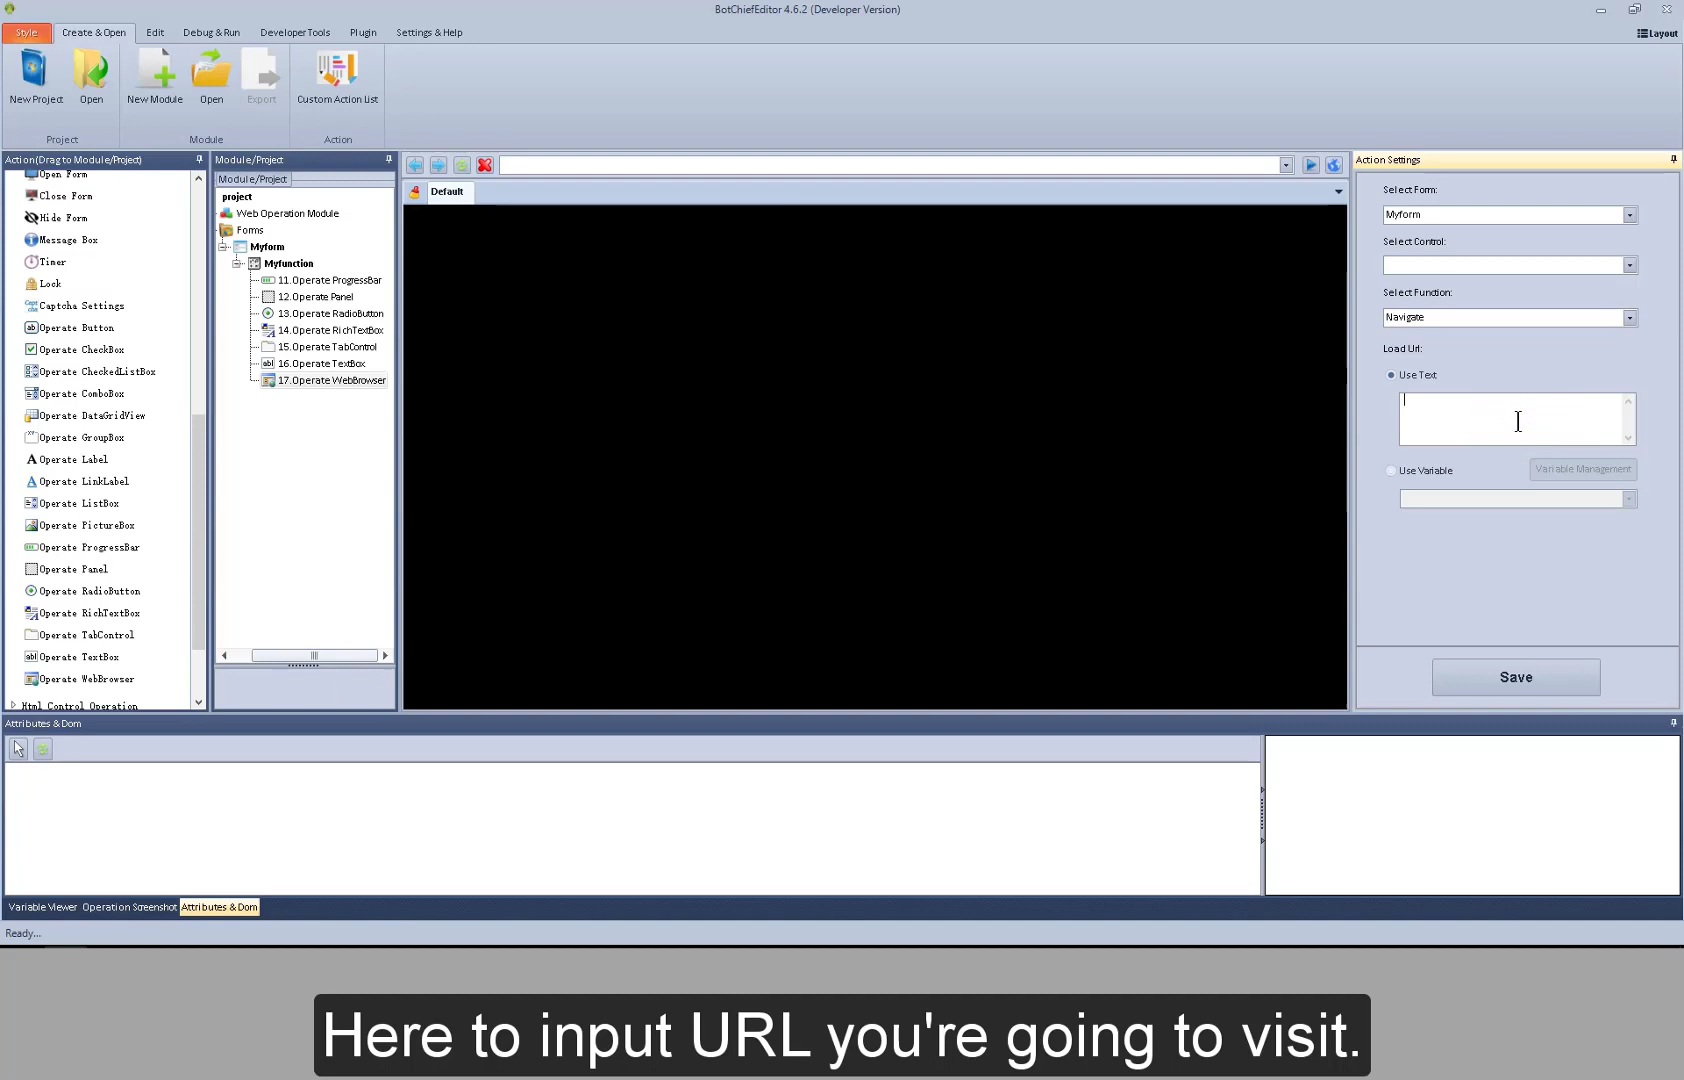 BotChiefEditor 4.6.2 (Developer Version)
Style
Create & Open
Edit
Debug & Run
Developer Tools
Plugin
Settings & Help
Layout
New Project
Open
New Module
Open
Export
Custom Action List
Project
Module
Action
Action(Drag to Module/Project)
Open Form
Close Form
Hide Form
Message Box
Timer
Lock
Captcha Settings
Operate Button
Operate CheckBox
Operate CheckedListBox
Operate ComboBox
Operate DataGridView
Operate GroupBox
Operate Label
Operate LinkLabel
Operate ListBox
Operate PictureBox
Operate ProgressBar
Operate Panel
Operate RadioButton
Operate RichTextBox
Operate TabControl
Operate TextBox
Operate WebBrowser
Html Control Operation
Module/Project
Module/Project
project
Web Operation Module
Forms
Myform
Myfunction
11.Operate ProgressBar
12.Operate Panel
13.Operate RadioButton
14.Operate RichTextBox
15.Operate TabControl
16.Operate TextBox
17.Operate WebBrowser
Default
Action Settings
Select Form:
Myform
Select Control:
Select Function:
Navigate
Load Url:
Use Text
Use Variable
Variable Management
Save
Attributes & Dom
Variable Viewer
Operation Screenshot
Attributes & Dom
Ready...
Here to input URL you're going to visit.